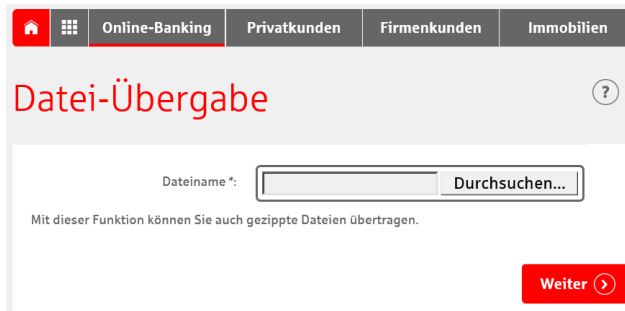 Online-Banking Privatkunden Firmenkunden Immobilien
Datei-Übergabe ?
Dateiname *: Durchsuchen...
Mit dieser Funktion können Sie auch gezippte Dateien übertragen.
Weiter